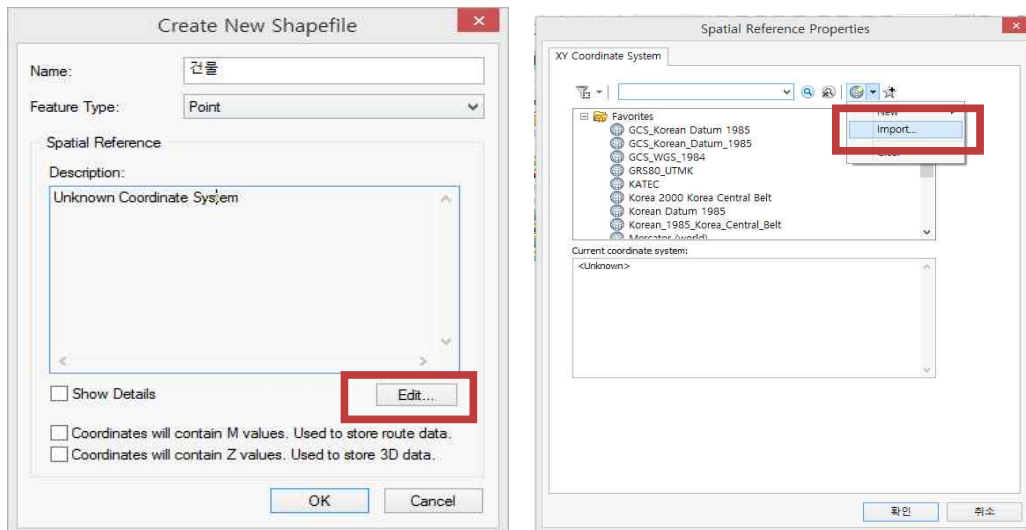 Create New Shapefile
Name: 건물
Feature Type: Point
Spatial Reference
Description:
Unknown Coordinate System
Show Details
Edit...
Coordinates will contain M values. Used to store route data.
Coordinates will contain Z values. Used to store 3D data.
OK Cancel
Spatial Reference Properties
XY Coordinate System
New
Import...
Clear
Favorites
GCS_Korean Datum 1985
GCS_Korean_Datum_1985
GCS_WGS_1984
GRS80_UTMK
KATEC
Korea 2000 Korea Central Belt
Korean Datum 1985
Korean_1985_Korea_Central_Belt
Mercator (world)
Current coordinate system:
<Unknown>
확인 취소